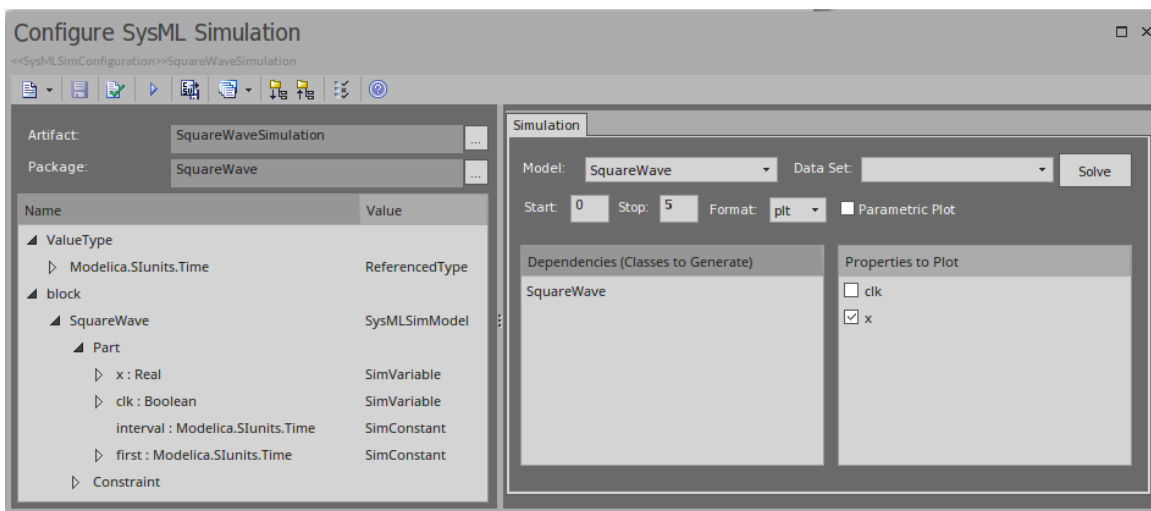 Configure SysML Simulation
<<SysMLSimConfiguration>>SquareWaveSimulation
Artifact: SquareWaveSimulation ...
Package: SquareWave ...
Name Value
ValueType
Modelica.SIunits.Time ReferencedType
block
SquareWave SysMLSimModel
Part
x : Real SimVariable
clk : Boolean SimVariable
interval : Modelica.SIunits.Time SimConstant
first : Modelica.SIunits.Time SimConstant
Constraint
Simulation
Model: SquareWave Data Set: Solve
Start: 0 Stop: 5 Format: plt Parametric Plot
Dependencies (Classes to Generate) Properties to Plot
SquareWave clk
x